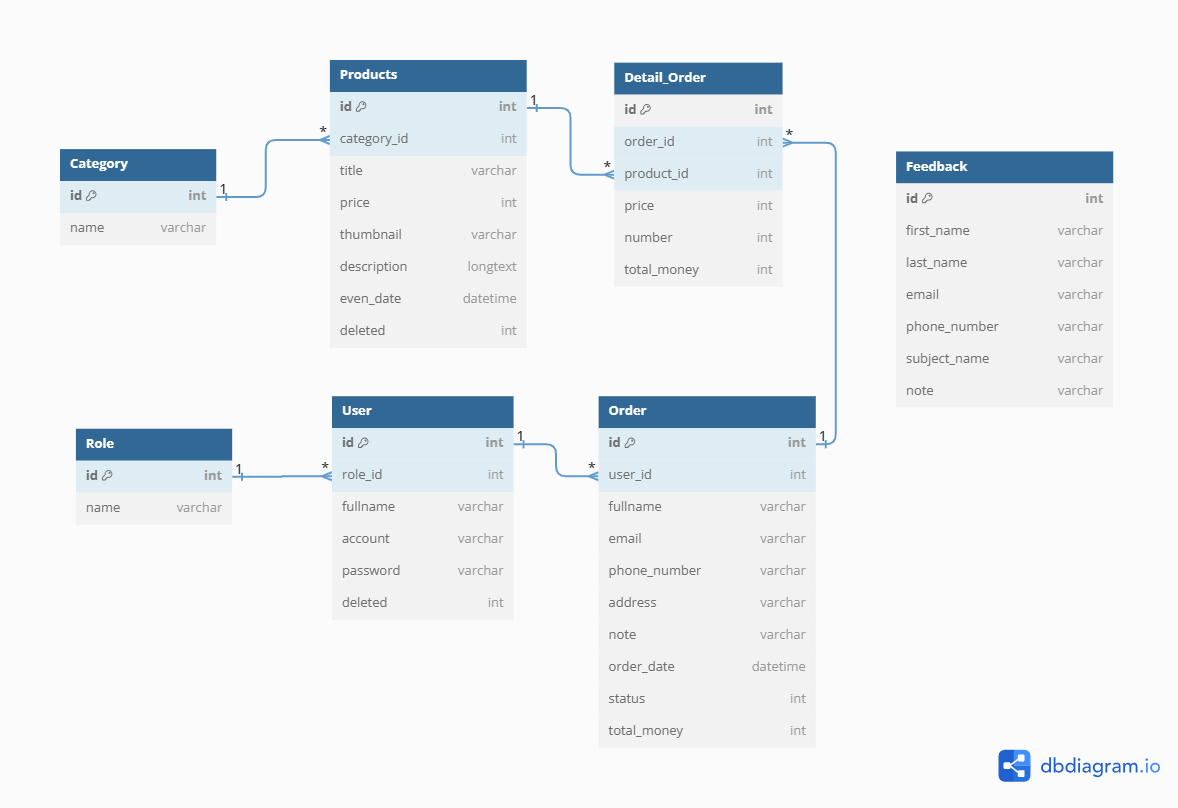 Products
id int
category_id int
title varchar
price int
thumbnail varchar
description longtext
even_date datetime
deleted int
Detail_Order
id int
order_id int
product_id int
price int
number int
total_money int
Category
id int
name varchar
Feedback
id int
first_name varchar
last_name varchar
email varchar
phone_number varchar
subject_name varchar
note varchar
1
*
1
*
*
1
User
id int
role_id int
fullname varchar
account varchar
password varchar
deleted int
Order
id int
user_id int
fullname varchar
email varchar
phone_number varchar
address varchar
note varchar
order_date datetime
status int
total_money int
Role
id int
name varchar
1
*
1
*
dbdiagram.io